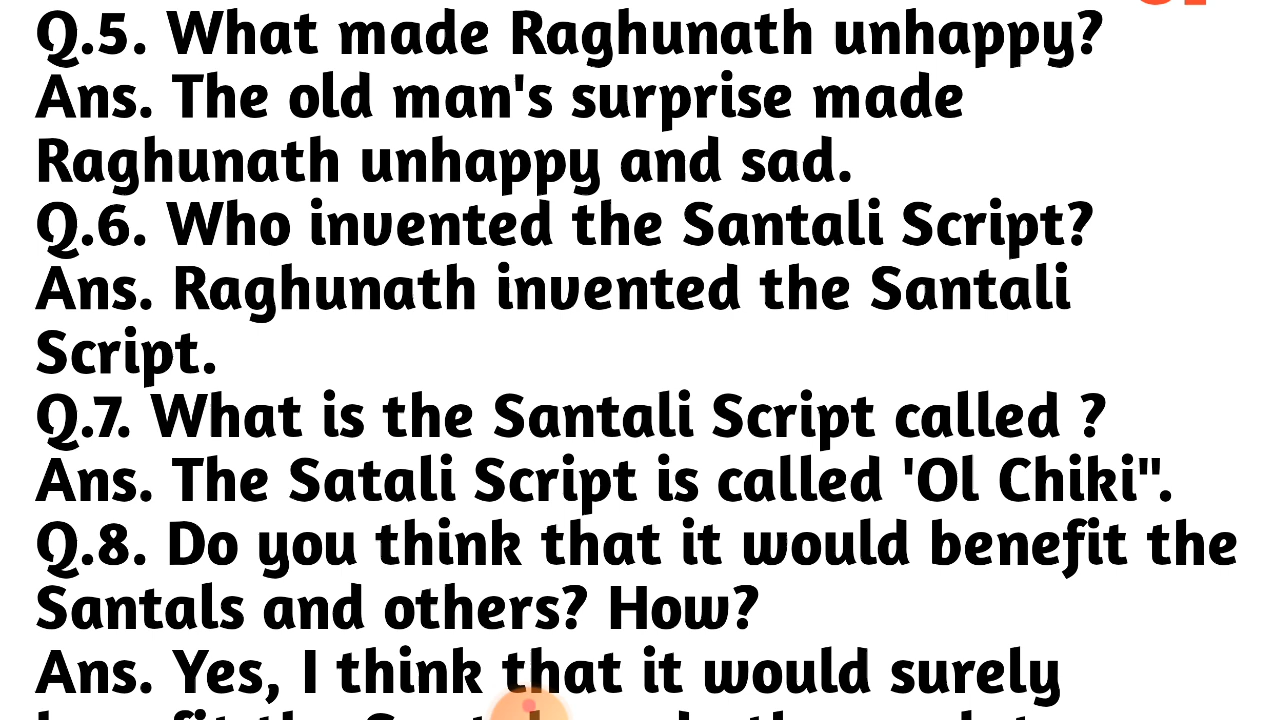 Q.5. What made Raghunath unhappy?
Ans. The old man's surprise made
Raghunath unhappy and sad.
Q.6. Who invented the Santali Script?
Ans. Raghunath invented the Santali
Script.
Q.7. What is the Santali Script called ?
Ans. The Satali Script is called 'Ol Chiki".
Q.8. Do you think that it would benefit the
Santals and others? How?
Ans. Yes, I think that it would surely